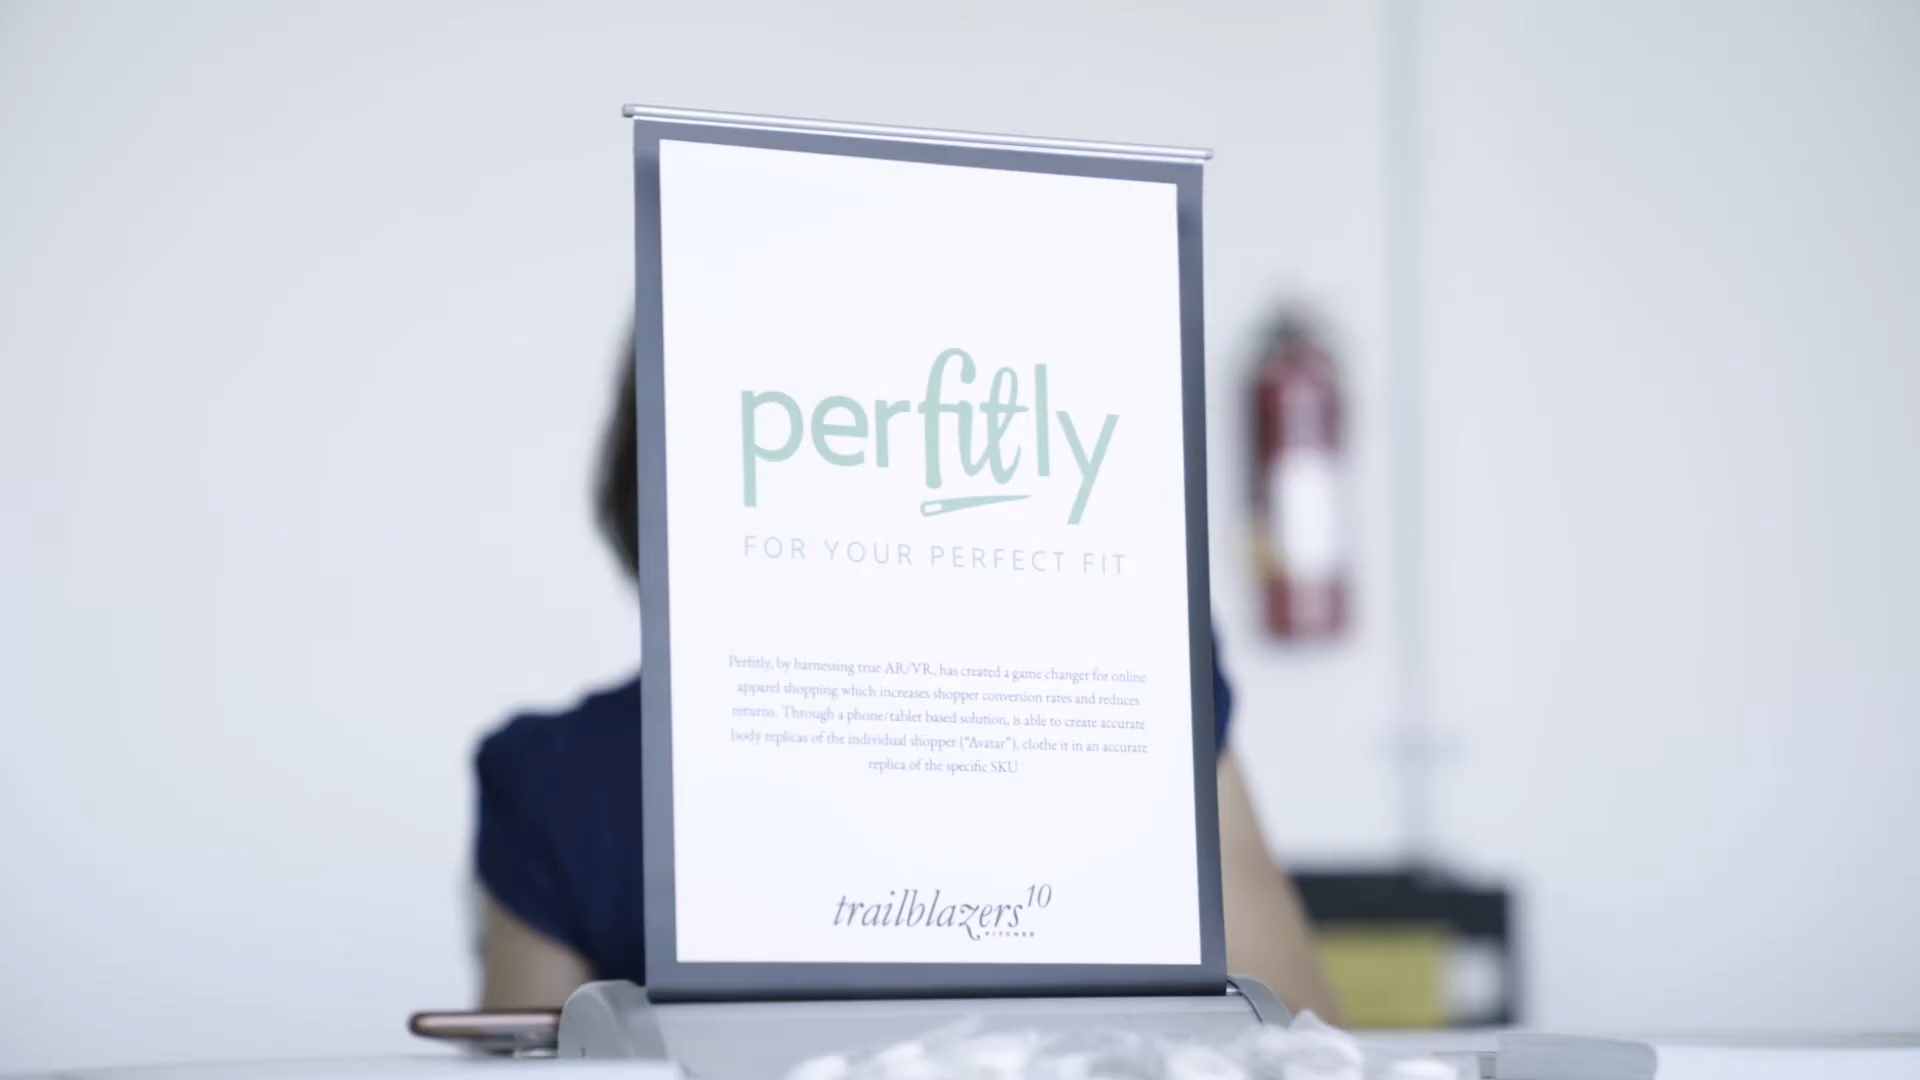 perfitly
FOR YOUR PERFECT FIT
Perfitly, by harnessing true AR/VR, has created a game changer for online
apparel shopping which increases shopper conversion rates and reduces
returns. Through a phone/tablet based solution, is able to create accurate
body replicas of the individual shopper (“Avatar”), clothe it in an accurate
replica of the specific SKU
trailblazers10
PITCHES